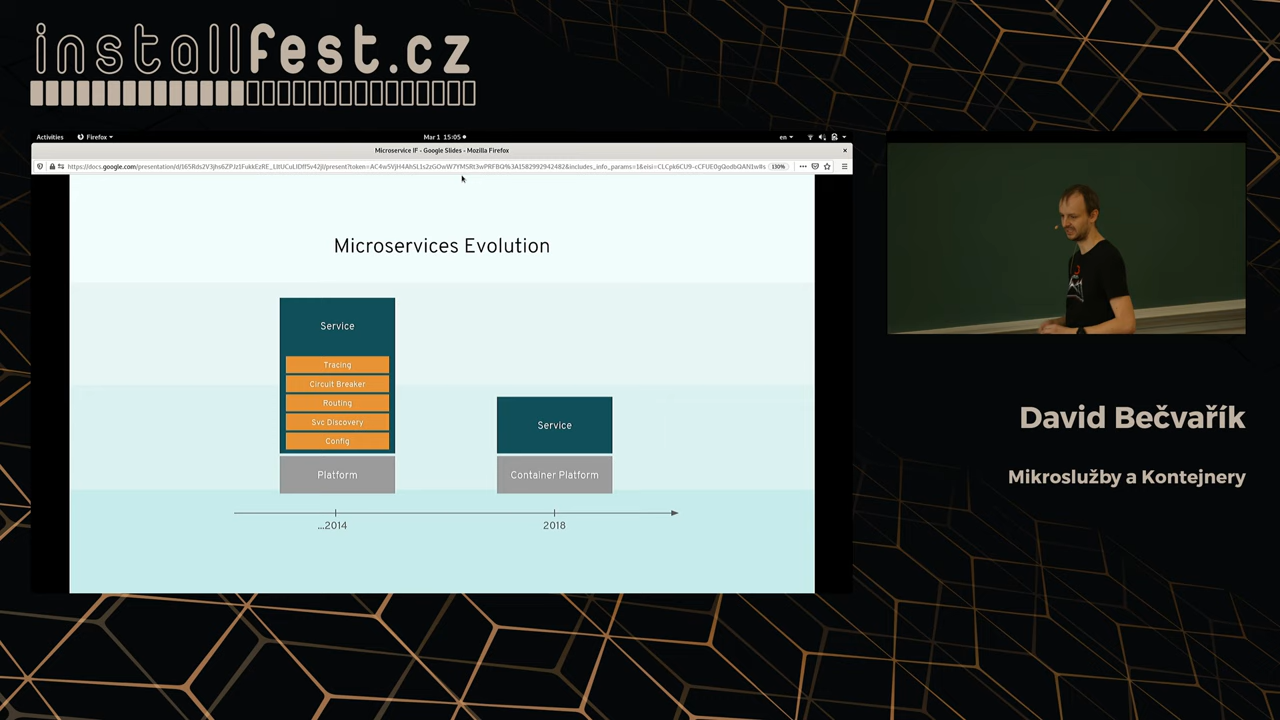 installfest.cz
Activities
Firefox
Mar 1 15:05
en
Microservice IF - Google Slides - Mozilla Firefox
130%
Microservices Evolution
Service
Tracing
Circuit Breaker
Routing
Svc Discovery
Config
Platform
Service
Container Platform
...2014
2018
David Bečvařík
Mikroslužby a Kontejnery